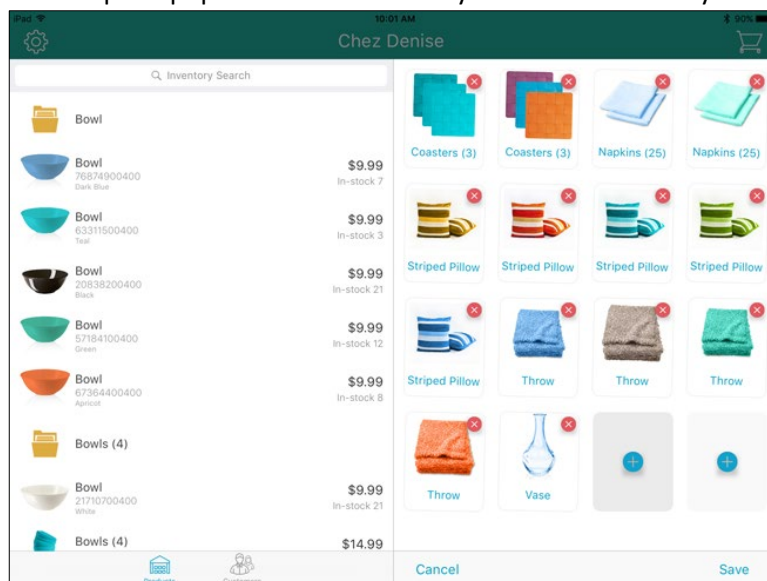 iPad
10:01 AM
90%
Chez Denise
Inventory Search
Bowl
Bowl
76874900400
Dark Blue
$9.99
In-stock 7
Bowl
63311500400
Teal
$9.99
In-stock 3
Bowl
20838200400
Black
$9.99
In-stock 21
Bowl
57184100400
Green
$9.99
In-stock 12
Bowl
67364400400
Apricot
$9.99
In-stock 8
Bowls (4)
Bowl
21710700400
White
$9.99
In-stock 21
Bowls (4)
$14.99
Products
Customers
Coasters (3)
Coasters (3)
Napkins (25)
Napkins (25)
Striped Pillow
Striped Pillow
Striped Pillow
Striped Pillow
Striped Pillow
Throw
Throw
Throw
Throw
Vase
Cancel
Save